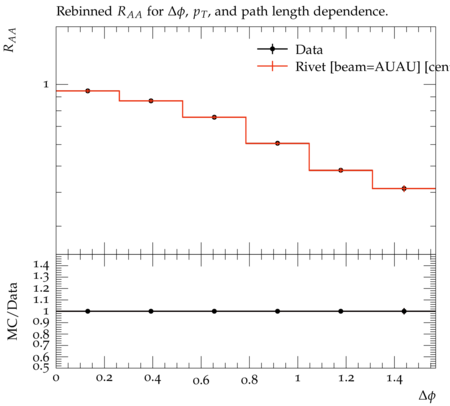 Rebinned R_AA for Δϕ, p_T, and path length dependence.
R_AA
Data
Rivet [beam=AUAU] [cen
1
MC/Data
1.4
1.3
1.2
1.1
1
0.9
0.8
0.7
0.6
0.5
0 0.2 0.4 0.6 0.8 1 1.2 1.4
Δϕ